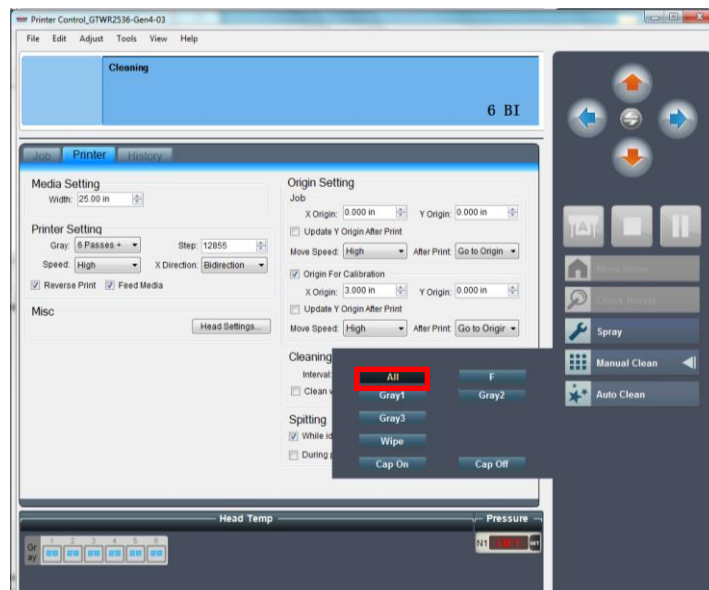 Printer Control_GTWR2536-Gen4-03
File Edit Adjust Tools View Help
Cleaning
6 BI
Job Printer History
Media Setting
Width: 25.00 in
Printer Setting
Gray: 6 Passes + Step: 12855
Speed: High X Direction: Bidirection
Reverse Print Feed Media
Misc
Head Settings...
Origin Setting
Job
X Origin: 0.000 in Y Origin: 0.000 in
Update Y Origin After Print
Move Speed: High After Print: Go to Origin
Origin For Calibration
X Origin: 3.000 in Y Origin: 0.000 in
Update Y Origin After Print
Move Speed: High After Print: Go to Origir
Cleaning
Interval:
Clean
Spitting
While id
During
All F
Gray1 Gray2
Gray3
Wipe
Cap On Cap Off
A
Move Home
Check Nozzle
Spray
Manual Clean
Auto Clean
Head Temp
Gr
ay
1 2 3 4 5 6
Pressure
N1
SET